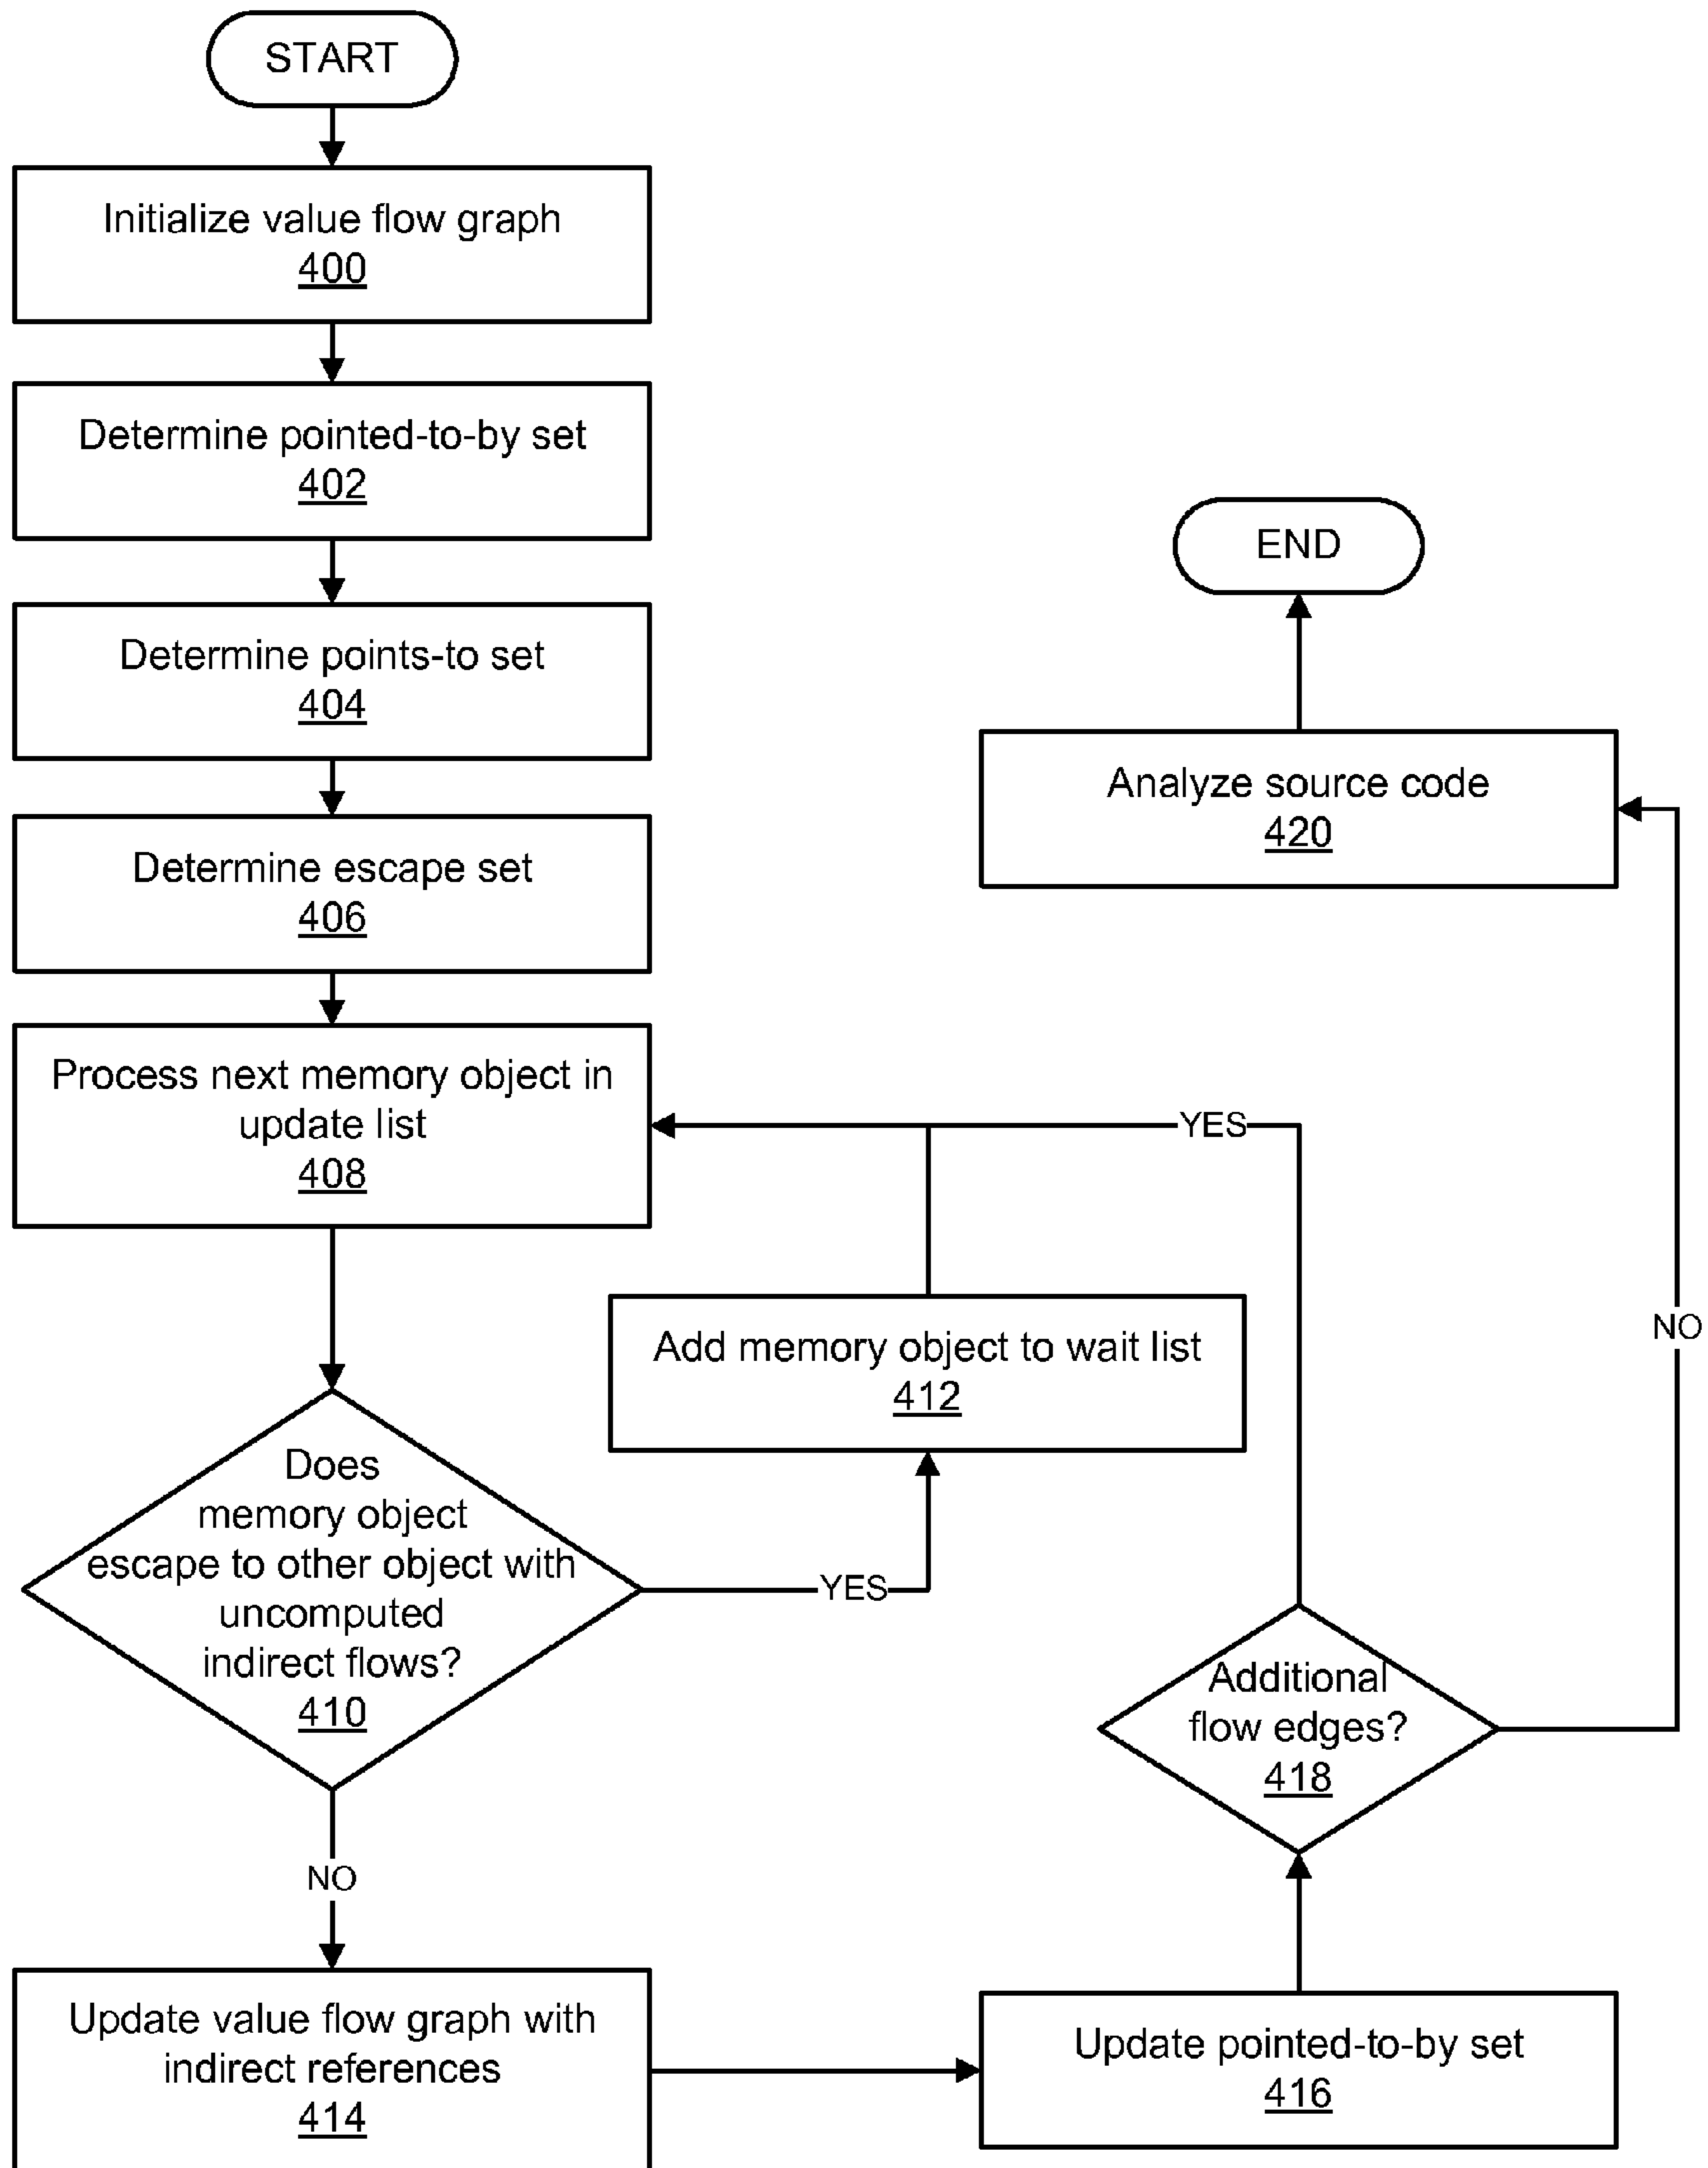 START
Initialize value flow graph
400
Determine pointed-to-by set
402
Determine points-to set
404
Determine escape set
406
Process next memory object in
update list
408
Does
memory object
escape to other object with
uncomputed
indirect flows?
410
YES
Add memory object to wait list
412
NO
Update value flow graph with
indirect references
414
Update pointed-to-by set
416
Additional
flow edges?
418
YES
NO
Analyze source code
420
END